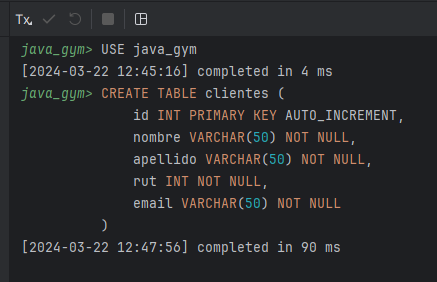 Tx
java_gym> USE java_gym
[2024-03-22 12:45:16] completed in 4 ms
java_gym> CREATE TABLE clientes (
id INT PRIMARY KEY AUTO_INCREMENT,
nombre VARCHAR(50) NOT NULL,
apellido VARCHAR(50) NOT NULL,
rut INT NOT NULL,
email VARCHAR(50) NOT NULL
)
[2024-03-22 12:47:56] completed in 90 ms